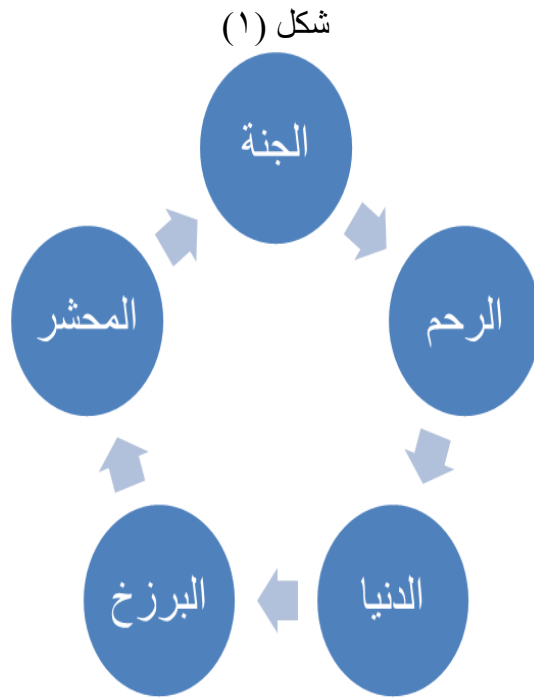 شكل (١)
الجنة
الرحم
الدنيا
البرزخ
المحشر